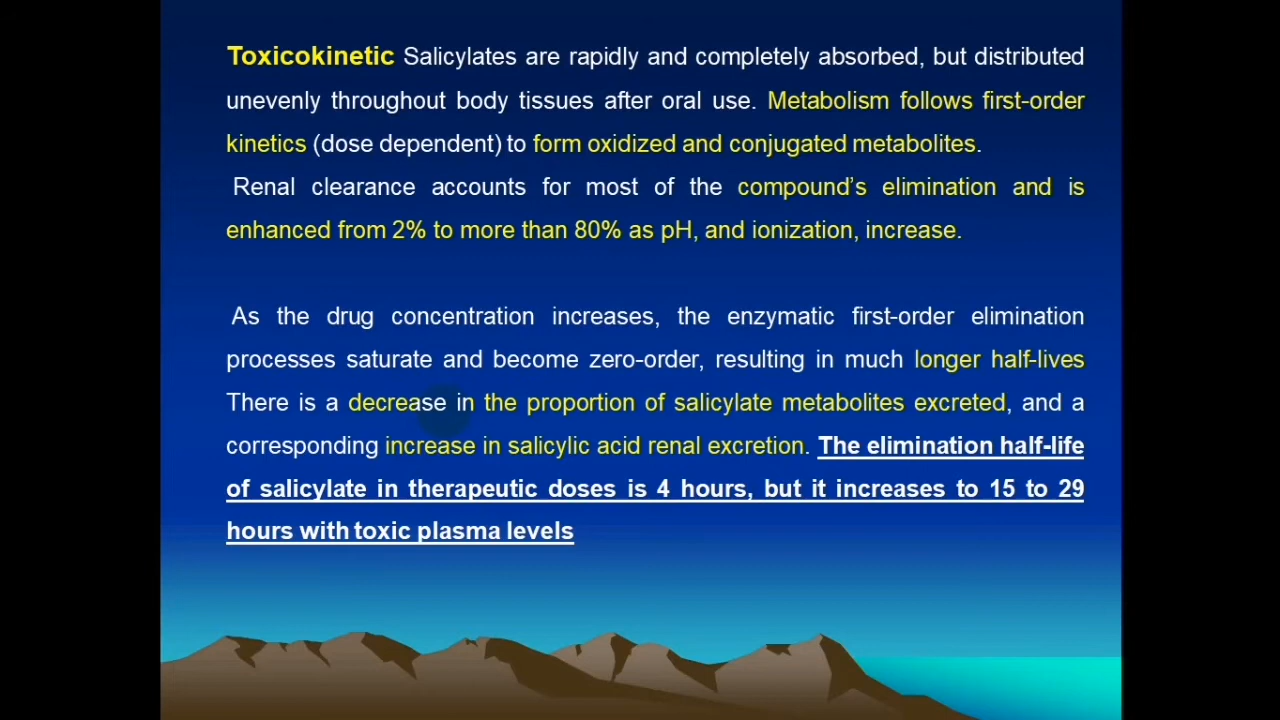 Toxicokinetic Salicylates are rapidly and completely absorbed, but distributed
unevenly throughout body tissues after oral use. Metabolism follows first-order
kinetics (dose dependent) to form oxidized and conjugated metabolites.
Renal clearance accounts for most of the compound’s elimination and is
enhanced from 2% to more than 80% as pH, and ionization, increase.
As the drug concentration increases, the enzymatic first-order elimination
processes saturate and become zero-order, resulting in much longer half-lives
There is a decrease in the proportion of salicylate metabolites excreted, and a
corresponding increase in salicylic acid renal excretion. The elimination half-life
of salicylate in therapeutic doses is 4 hours, but it increases to 15 to 29
hours with toxic plasma levels